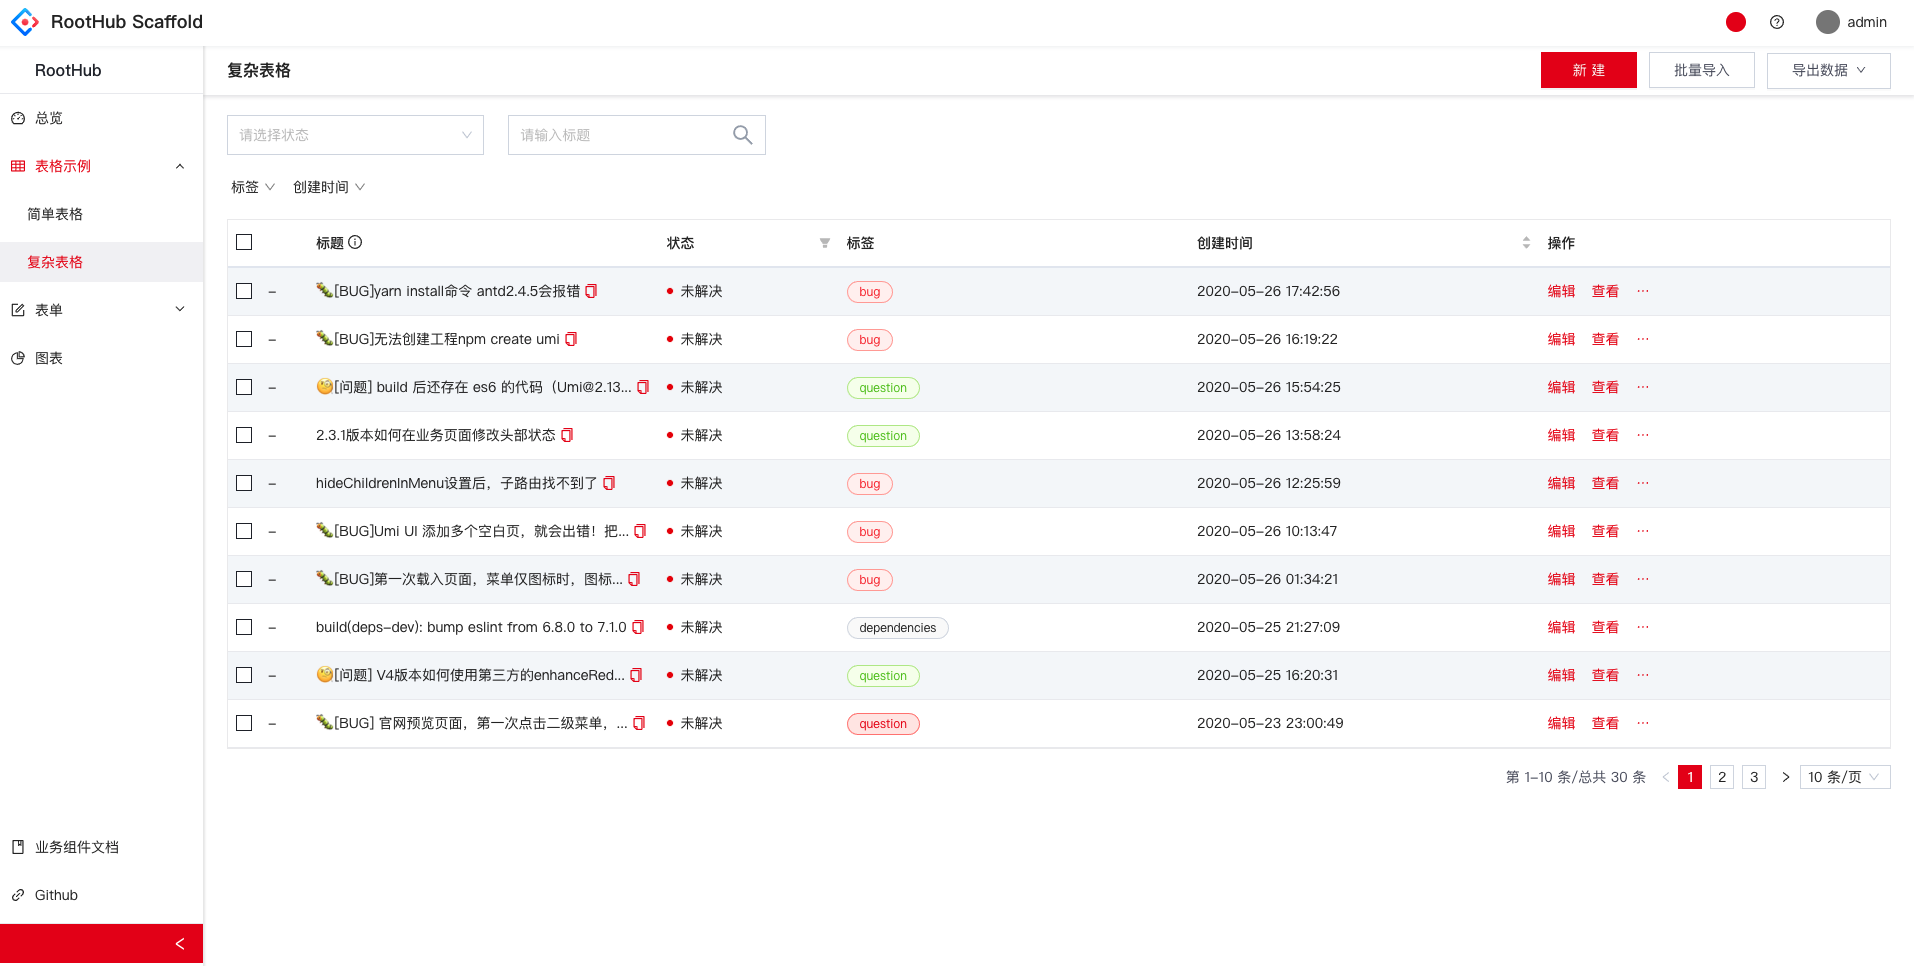 RootHub Scaffold
admin
RootHub
总览
表格示例
简单表格
复杂表格
表单
图表
业务组件文档
Github
复杂表格
新 建
批量导入
导出数据
请选择状态
请输入标题
标签 创建时间
标题 状态 标签 创建时间 操作
– 🐛[BUG]yarn install命令 antd2.4.5会报错 未解决 bug 2020-05-26 17:42:56 编辑 查看 ···
– 🐛[BUG]无法创建工程npm create umi 未解决 bug 2020-05-26 16:19:22 编辑 查看 ···
– 🧐[问题] build 后还存在 es6 的代码（Umi@2.13... 未解决 question 2020-05-26 15:54:25 编辑 查看 ···
– 2.3.1版本如何在业务页面修改头部状态 未解决 question 2020-05-26 13:58:24 编辑 查看 ···
– hideChildrenInMenu设置后，子路由找不到了 未解决 bug 2020-05-26 12:25:59 编辑 查看 ···
– 🐛[BUG]Umi UI 添加多个空白页，就会出错！把... 未解决 bug 2020-05-26 10:13:47 编辑 查看 ···
– 🐛[BUG]第一次载入页面，菜单仅图标时，图标... 未解决 bug 2020-05-26 01:34:21 编辑 查看 ···
– build(deps-dev): bump eslint from 6.8.0 to 7.1.0 未解决 dependencies 2020-05-25 21:27:09 编辑 查看 ···
– 🧐[问题] V4版本如何使用第三方的enhanceRed... 未解决 question 2020-05-25 16:20:31 编辑 查看 ···
– 🐛[BUG] 官网预览页面，第一次点击二级菜单，... 未解决 question 2020-05-23 23:00:49 编辑 查看 ···
第 1-10 条/总共 30 条 < 1 2 3 > 10 条/页